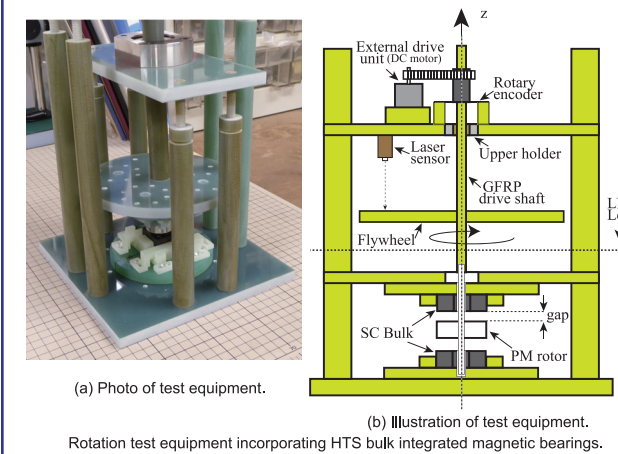 z
External drive
unit (DC motor)
Rotary
encoder
Laser
sensor
Upper holder
GFRP
drive shaft
Flywheel
gap
SC Bulk
PM rotor
(a) Photo of test equipment.
(b) Illustration of test equipment.
Rotation test equipment incorporating HTS bulk integrated magnetic bearings.